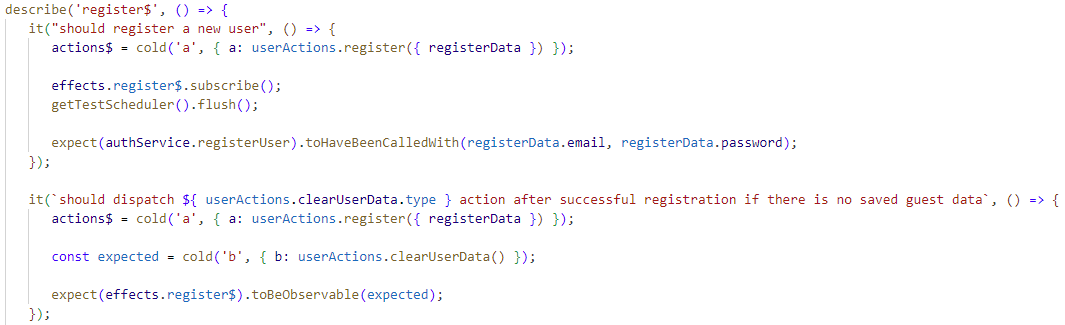 describe('register$', () => {
it("should register a new user", () => {
actions$ = cold('a', { a: userActions.register({ registerData }) });
effects.register$.subscribe();
getTestScheduler().flush();
expect(authService.registerUser).toHaveBeenCalledWith(registerData.email, registerData.password);
});
it(`should dispatch ${ userActions.clearUserData.type } action after successful registration if there is no saved guest data`, () => {
actions$ = cold('a', { a: userActions.register({ registerData }) });
const expected = cold('b', { b: userActions.clearUserData() });
expect(effects.register$).toBeObservable(expected);
});